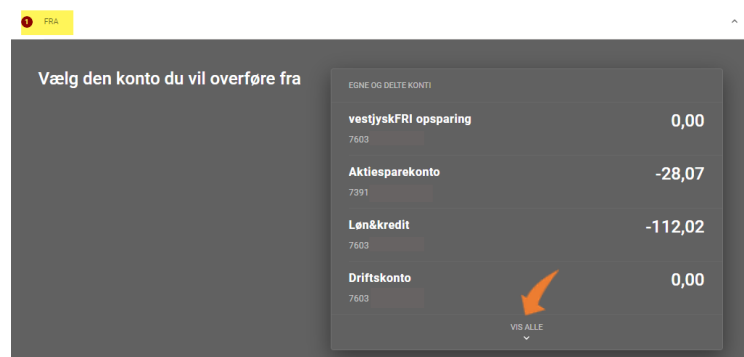 1 FRA
Vælg den konto du vil overføre fra
EGNE OG DELTE KONTI
vestjyskFRI opsparing 0,00
7603
Aktiesparekonto -28,07
7391
Løn&kredit -112,02
7603
Driftskonto 0,00
7603
VIS ALLE